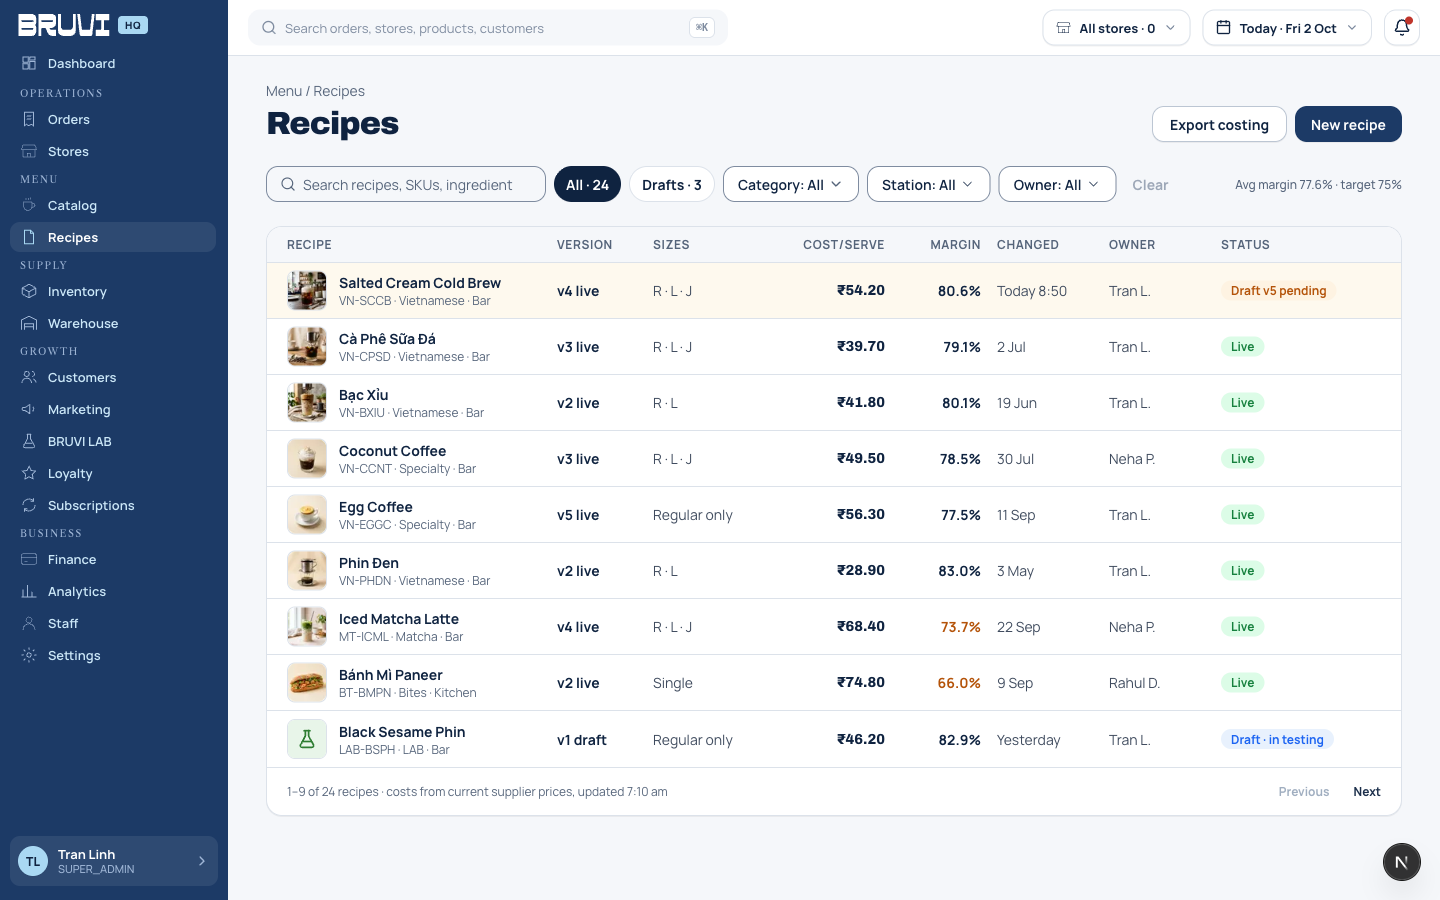 BRUVI HQ
Search orders, stores, products, customers ⌘K
All stores · 0
Today · Fri 2 Oct
Dashboard
OPERATIONS
Orders
Stores
MENU
Catalog
Recipes
SUPPLY
Inventory
Warehouse
GROWTH
Customers
Marketing
BRUVI LAB
Loyalty
Subscriptions
BUSINESS
Finance
Analytics
Staff
Settings
TL Tran Linh
SUPER_ADMIN
Menu / Recipes
Recipes
Export costing New recipe
Search recipes, SKUs, ingredient All · 24 Drafts · 3 Category: All Station: All Owner: All Clear Avg margin 77.6% · target 75%
RECIPE VERSION SIZES COST/SERVE MARGIN CHANGED OWNER STATUS
Salted Cream Cold Brew
VN-SCCB · Vietnamese · Bar
v4 live R · L · J ₹54.20 80.6% Today 8:50 Tran L. Draft v5 pending
Cà Phê Sữa Đá
VN-CPSD · Vietnamese · Bar
v3 live R · L · J ₹39.70 79.1% 2 Jul Tran L. Live
Bạc Xỉu
VN-BXIU · Vietnamese · Bar
v2 live R · L ₹41.80 80.1% 19 Jun Tran L. Live
Coconut Coffee
VN-CCNT · Specialty · Bar
v3 live R · L · J ₹49.50 78.5% 30 Jul Neha P. Live
Egg Coffee
VN-EGGC · Specialty · Bar
v5 live Regular only ₹56.30 77.5% 11 Sep Tran L. Live
Phin Đen
VN-PHDN · Vietnamese · Bar
v2 live R · L ₹28.90 83.0% 3 May Tran L. Live
Iced Matcha Latte
MT-ICML · Matcha · Bar
v4 live R · L · J ₹68.40 73.7% 22 Sep Neha P. Live
Bánh Mì Paneer
BT-BMPN · Bites · Kitchen
v2 live Single ₹74.80 66.0% 9 Sep Rahul D. Live
Black Sesame Phin
LAB-BSPH · LAB · Bar
v1 draft Regular only ₹46.20 82.9% Yesterday Tran L. Draft · in testing
1–9 of 24 recipes · costs from current supplier prices, updated 7:10 am
Previous Next
N